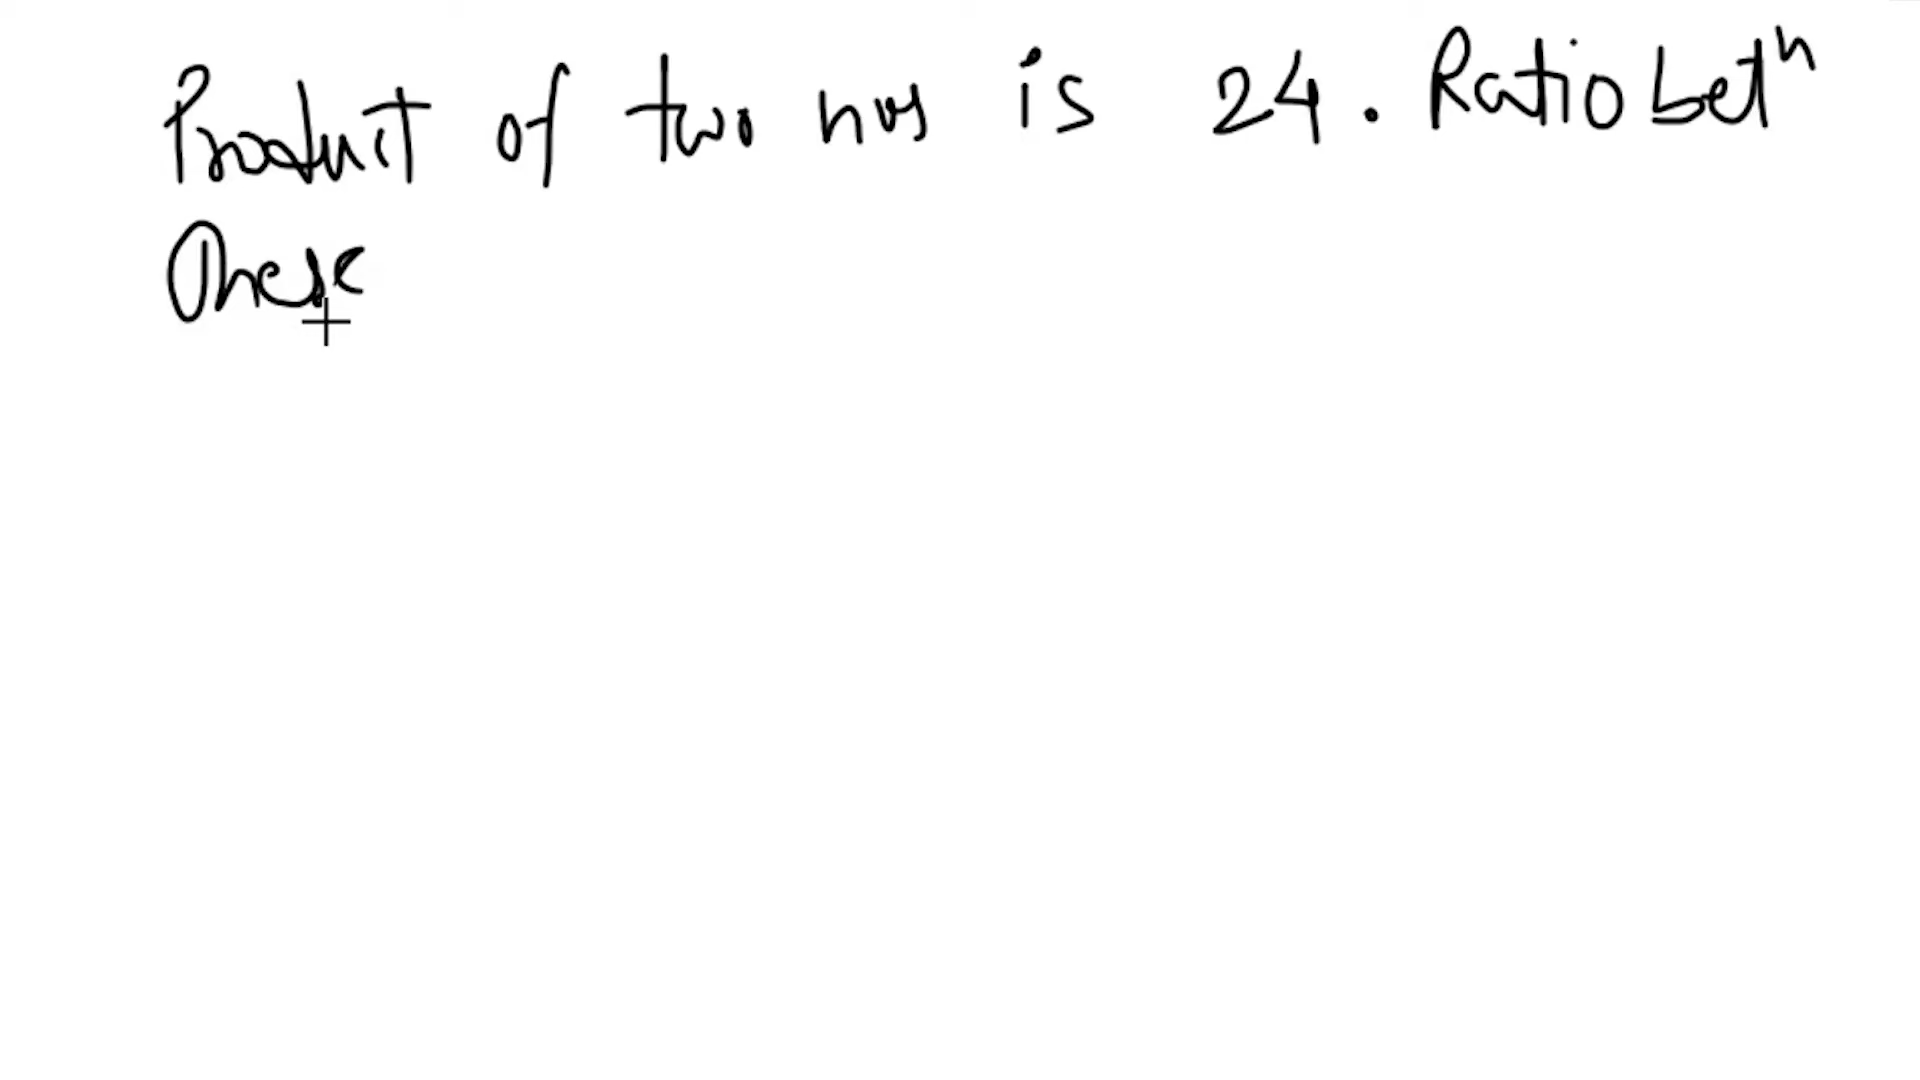 Product of two nos is 24. Ratio betn
these